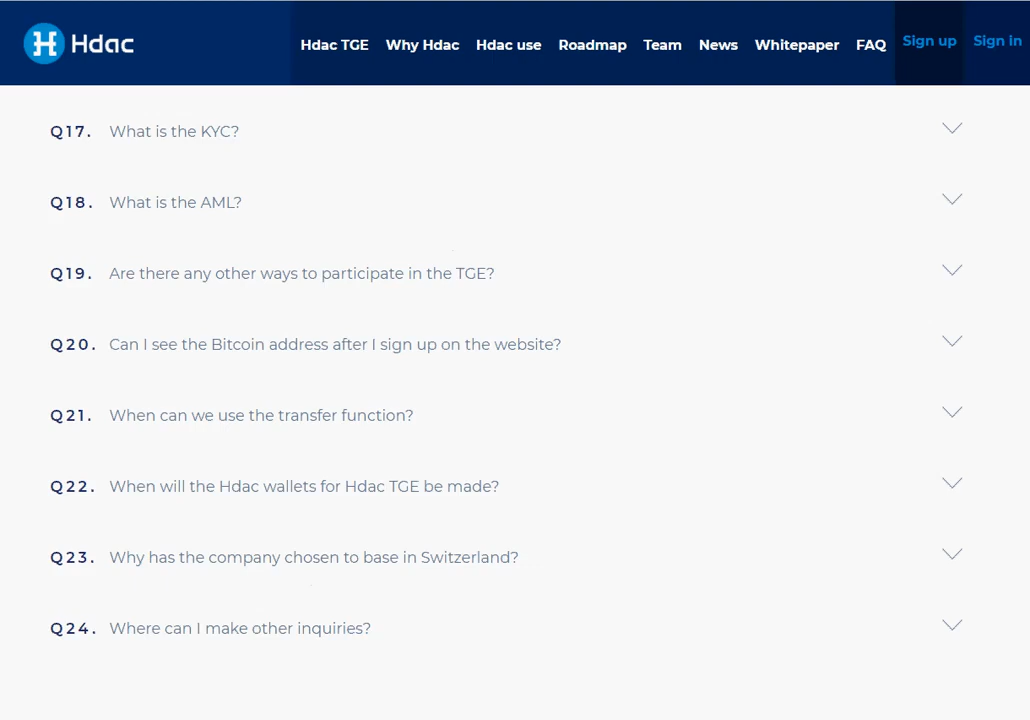 Hdac
Hdac TGE Why Hdac Hdac use Roadmap Team News Whitepaper FAQ Sign up Sign in
Q17. What is the KYC?
Q18. What is the AML?
Q19. Are there any other ways to participate in the TGE?
Q20. Can I see the Bitcoin address after I sign up on the website?
Q21. When can we use the transfer function?
Q22. When will the Hdac wallets for Hdac TGE be made?
Q23. Why has the company chosen to base in Switzerland?
Q24. Where can I make other inquiries?